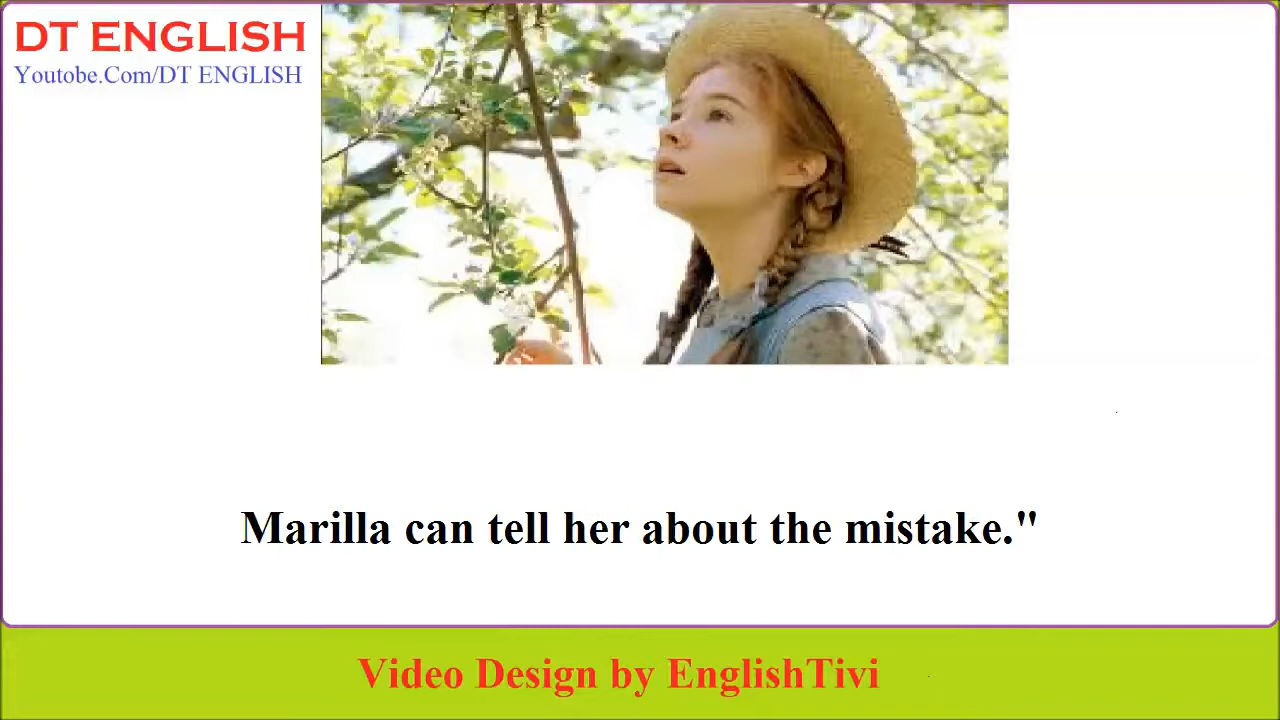 DT ENGLISH
Youtobe.Com/DT ENGLISH
Marilla can tell her about the mistake."
Video Design by EnglishTivi